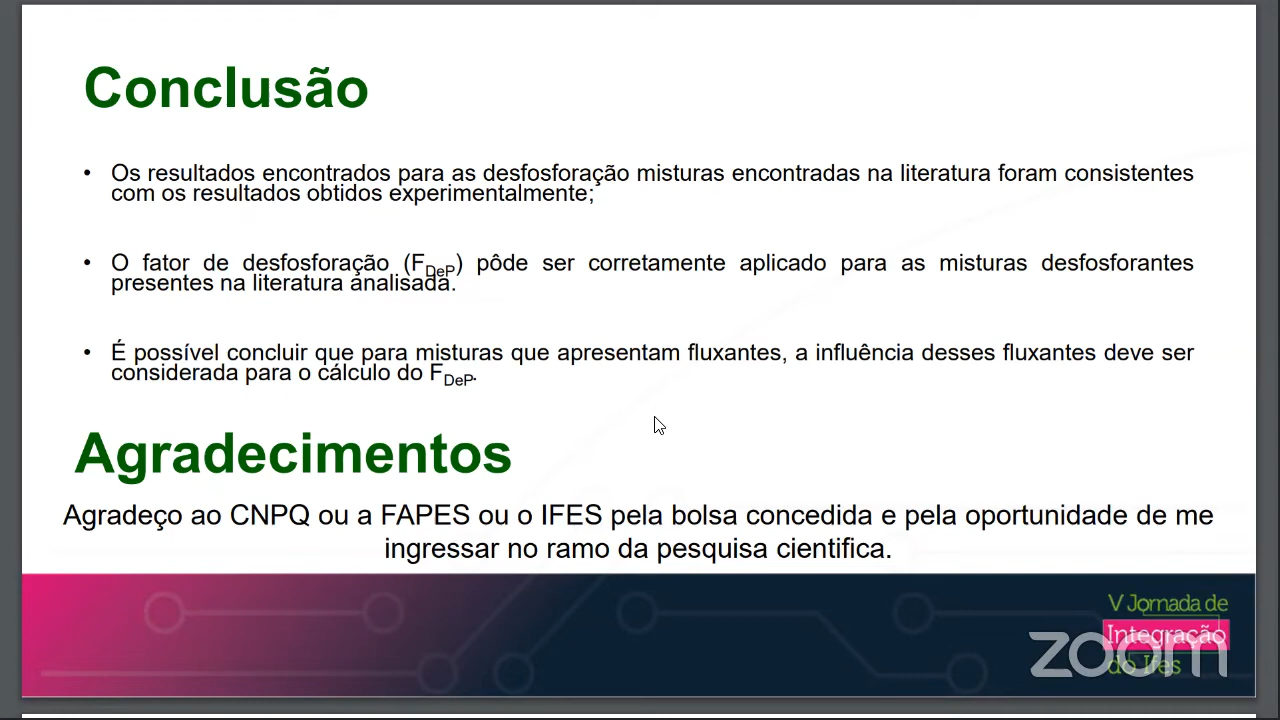 Conclusão
• Os resultados encontrados para as desfosforação misturas encontradas na literatura foram consistentes
com os resultados obtidos experimentalmente;
• O fator de desfosforação (FDeP) pôde ser corretamente aplicado para as misturas desfosforantes
presentes na literatura analisada.
• É possível concluir que para misturas que apresentam fluxantes, a influência desses fluxantes deve ser
considerada para o cálculo do FDeP.
Agradecimentos
Agradeço ao CNPQ ou a FAPES ou o IFES pela bolsa concedida e pela oportunidade de me
ingressar no ramo da pesquisa cientifica.
V Jornada de
Integração
do Ifes
zoom